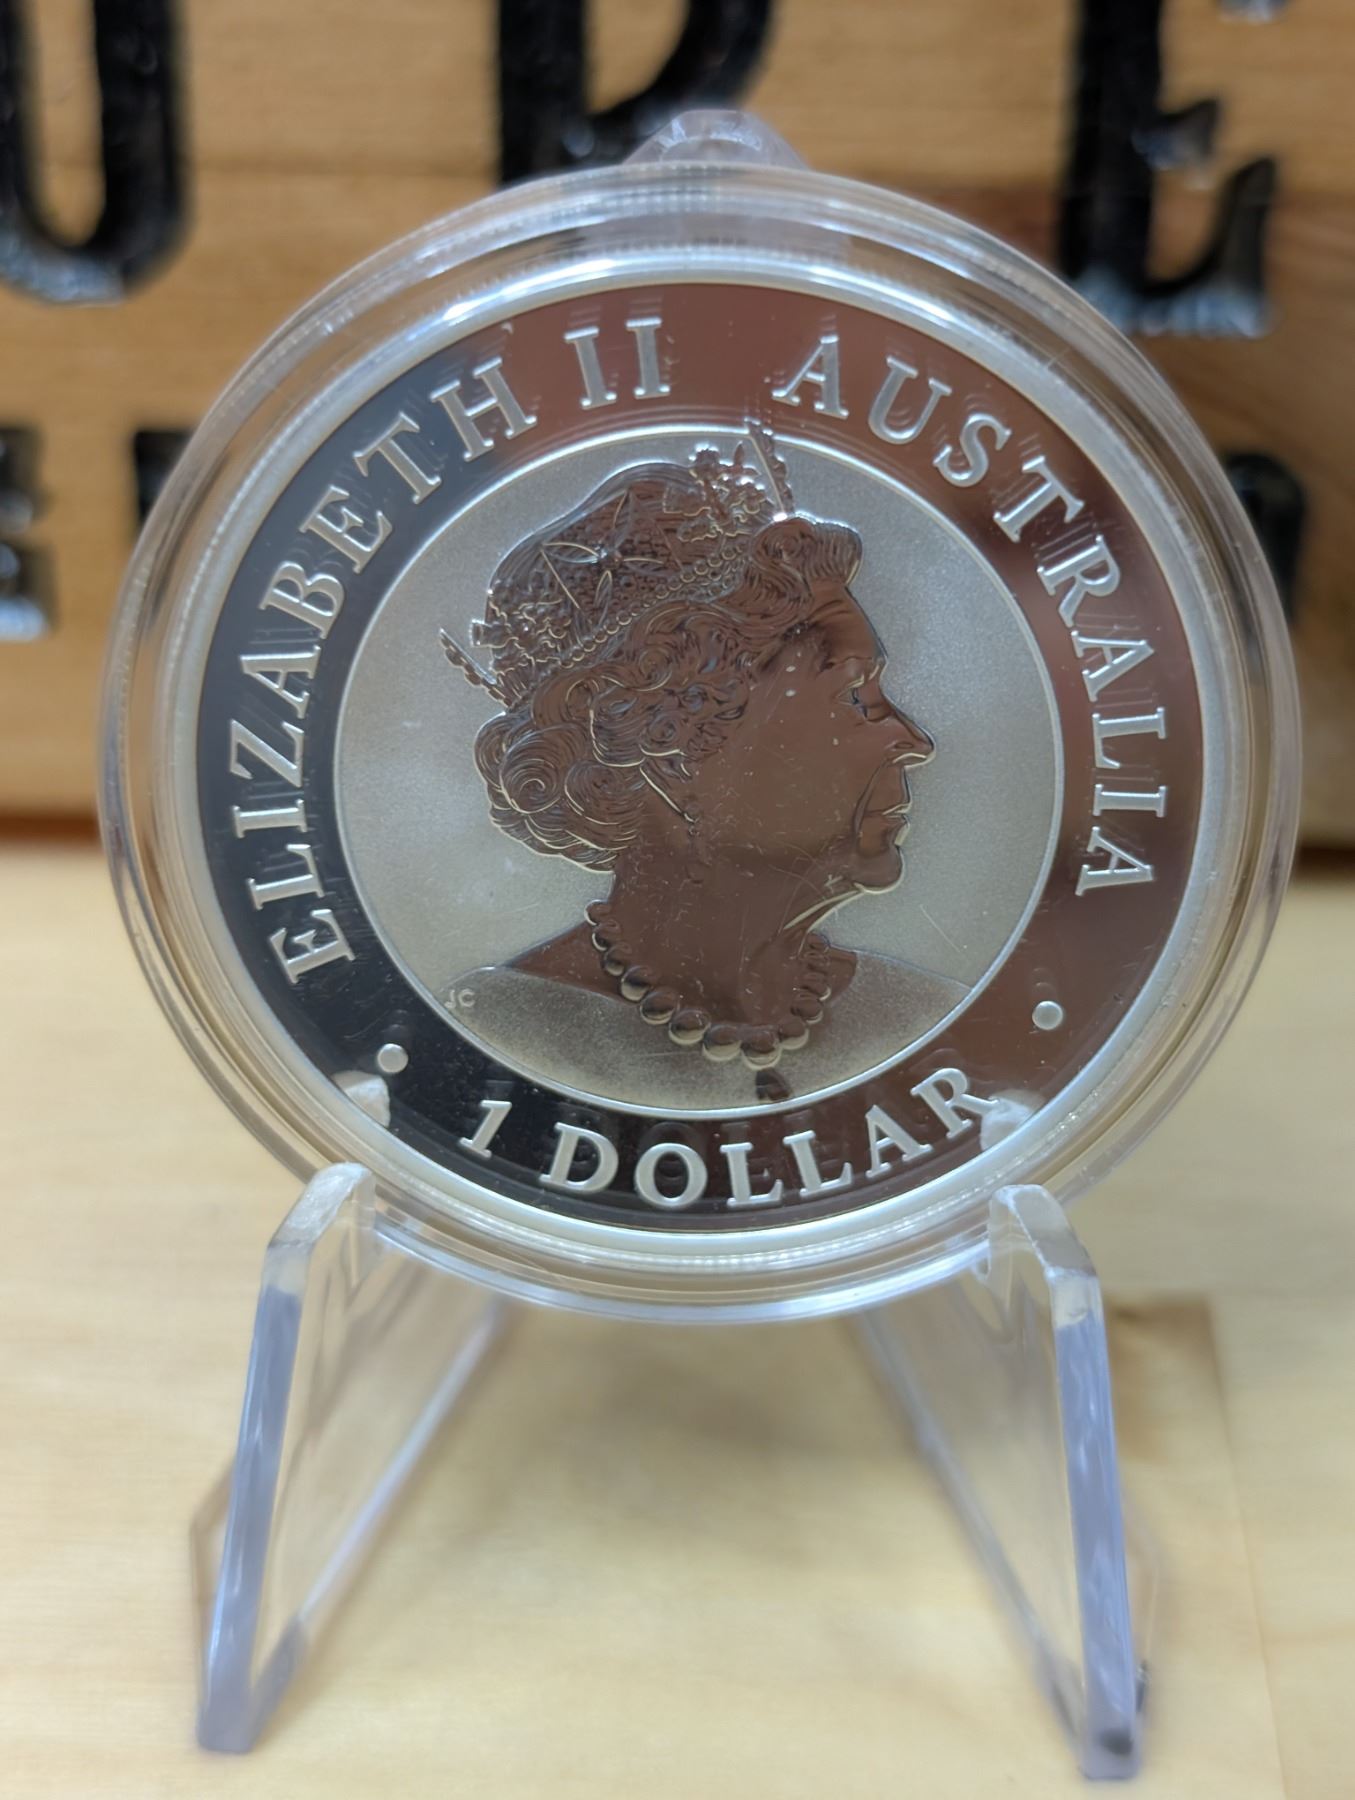 ELIZABETH II AUSTRALIA
JC
• 1 DOLLAR •